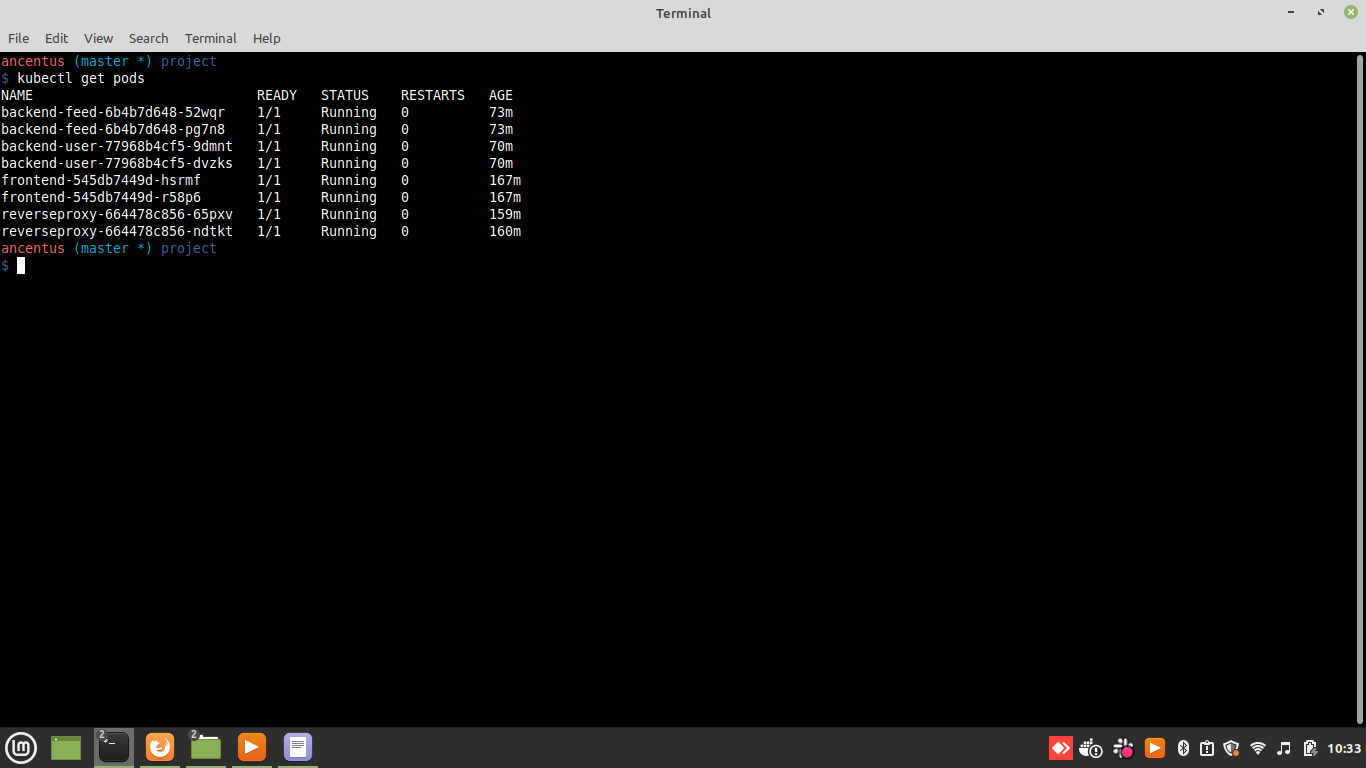 Terminal
File Edit View Search Terminal Help
ancentus (master *) project
$ kubectl get pods
NAME READY STATUS RESTARTS AGE
backend-feed-6b4b7d648-52wqr 1/1 Running 0 73m
backend-feed-6b4b7d648-pg7n8 1/1 Running 0 73m
backend-user-77968b4cf5-9dmnt 1/1 Running 0 70m
backend-user-77968b4cf5-dvzks 1/1 Running 0 70m
frontend-545db7449d-hsrmf 1/1 Running 0 167m
frontend-545db7449d-r58p6 1/1 Running 0 167m
reverseproxy-664478c856-65pxv 1/1 Running 0 159m
reverseproxy-664478c856-ndtkt 1/1 Running 0 160m
ancentus (master *) project
$
2 2 10:33